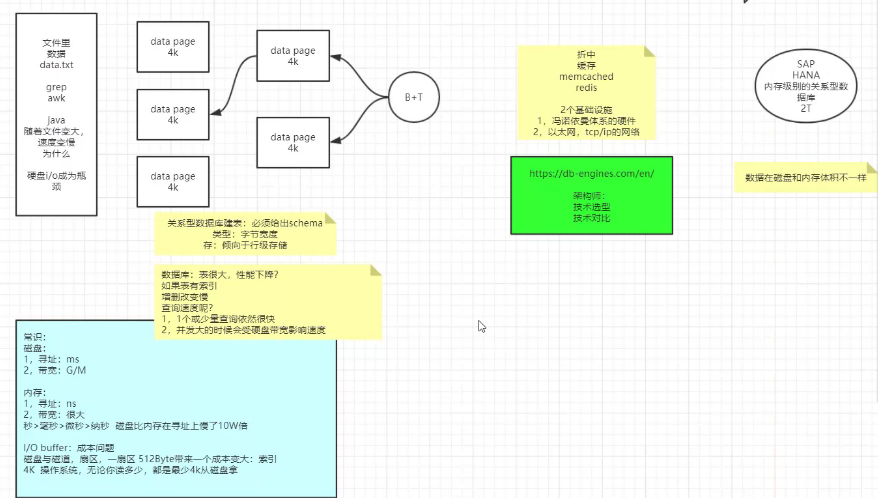 文件里
数据
data.txt
grep
awk
java
随着文件变大，
速度变慢
为什么
硬盘i/o成为瓶
颈
data page
4k
data page
4k
data page
4k
data page
4k
data page
4k
B+T
关系型数据库建表：必须给出schema
类型：字节宽度
存：倾向于行级存储
数据库：表很大，性能下降？
如果表有索引
增删改变慢
查询速度呢？
1，1个或少量查询依然很快
2，并发大的时候会受硬盘带宽影响速度
常识：
磁盘：
1，寻址：ms
2，带宽：G/M
内存：
1，寻址：ns
2，带宽：很大
秒>毫秒>微秒>纳秒 磁盘比内存在寻址上慢了10W倍
I/O buffer：成本问题
磁盘与磁道，扇区，一扇区 512Byte带来一个成本变大：索引
4K 操作系统，无论你读多少，都是最少4k从磁盘拿
折中
缓存
memcached
redis
2个基础设施
1，冯诺依曼体系的硬件
2，以太网，tcp/ip的网络
https://db-engines.com/en/
架构师：
技术选型
技术对比
SAP
HANA
内存级别的关系型数
据库
2T
数据在磁盘和内存体积不一样